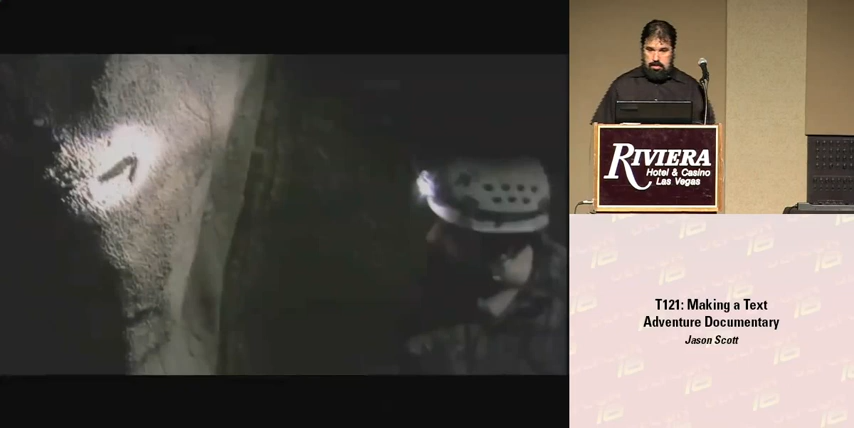 RIVIERA
Hotel & Casino
Las Vegas
T121: Making a Text
Adventure Documentary
Jason Scott